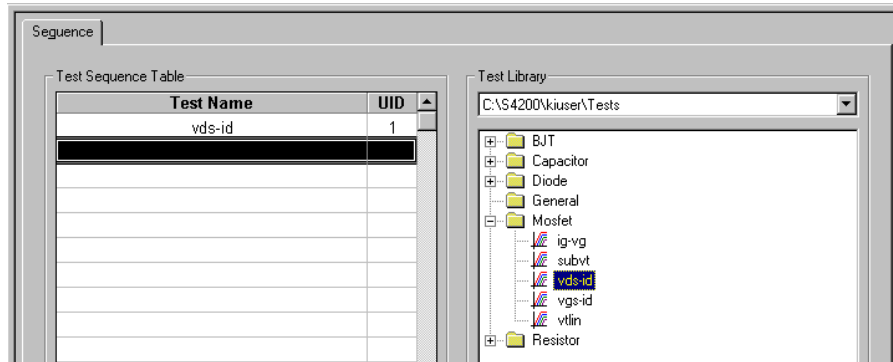 Sequence
Test Sequence Table
Test Name UID
vds-id 1
Test Library
C:\S4200\kiuser\Tests
BJT
Capacitor
Diode
General
Mosfet
ig-vg
subvt
vds-id
vgs-id
vtlin
Resistor